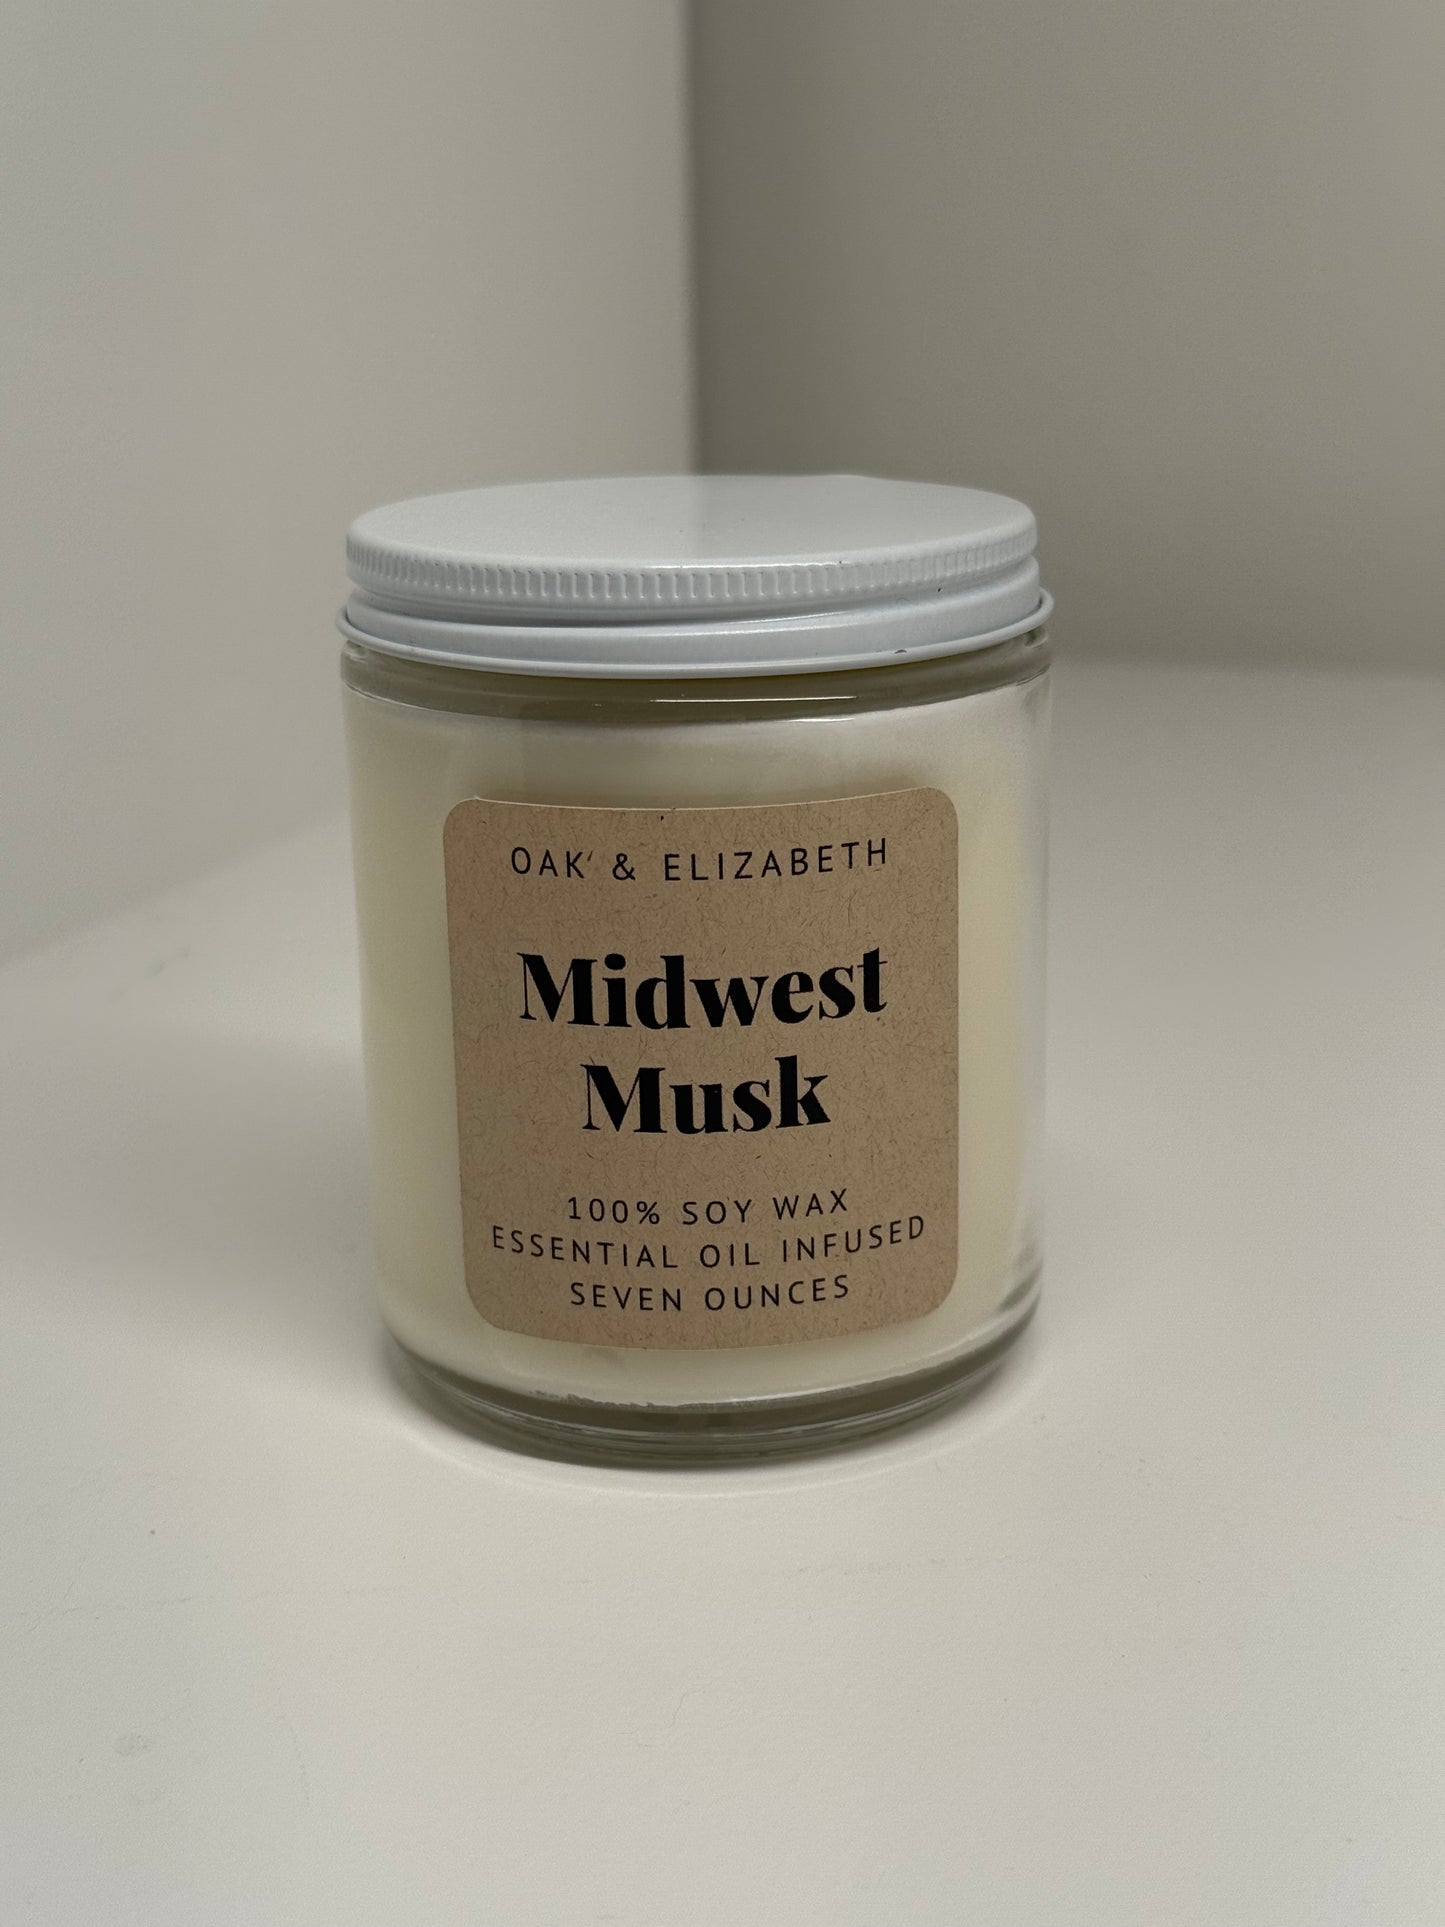 OAK & ELIZABETH
Midwest
Musk
100% SOY WAX
ESSENTIAL OIL INFUSED
SEVEN OUNCES